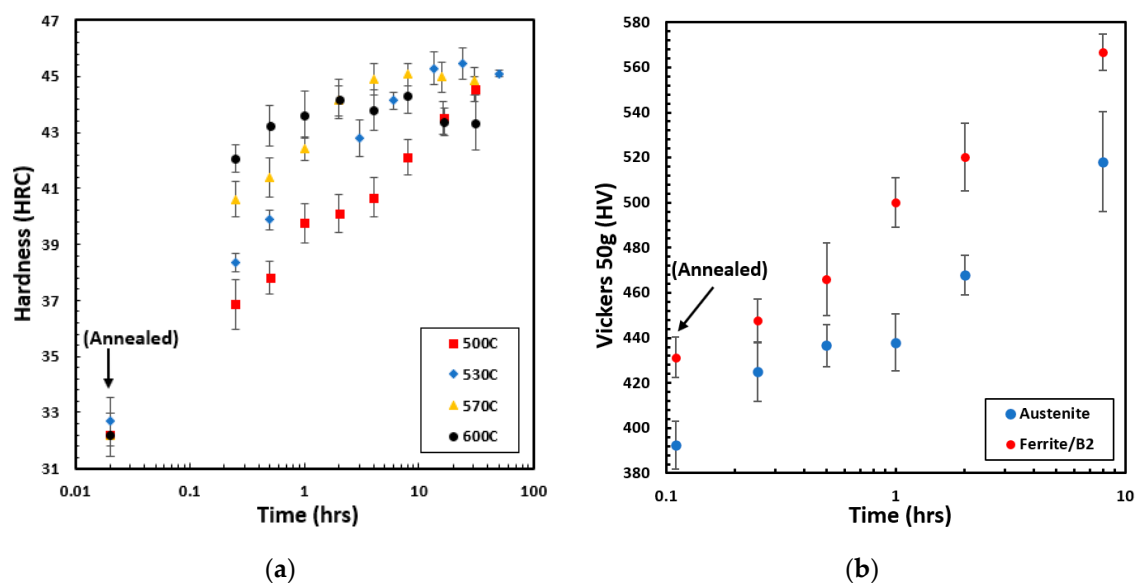 47
45
43
41
39
37
35
33
31
Hardness (HRC)
(Annealed)
500C
530C
570C
600C
0.01
0.1
1
10
100
Time (hrs)
(a)
580
560
540
520
500
480
460
440
420
400
380
Vickers 50g (HV)
(Annealed)
Austenite
Ferrite/B2
0.1
1
10
Time (hrs)
(b)